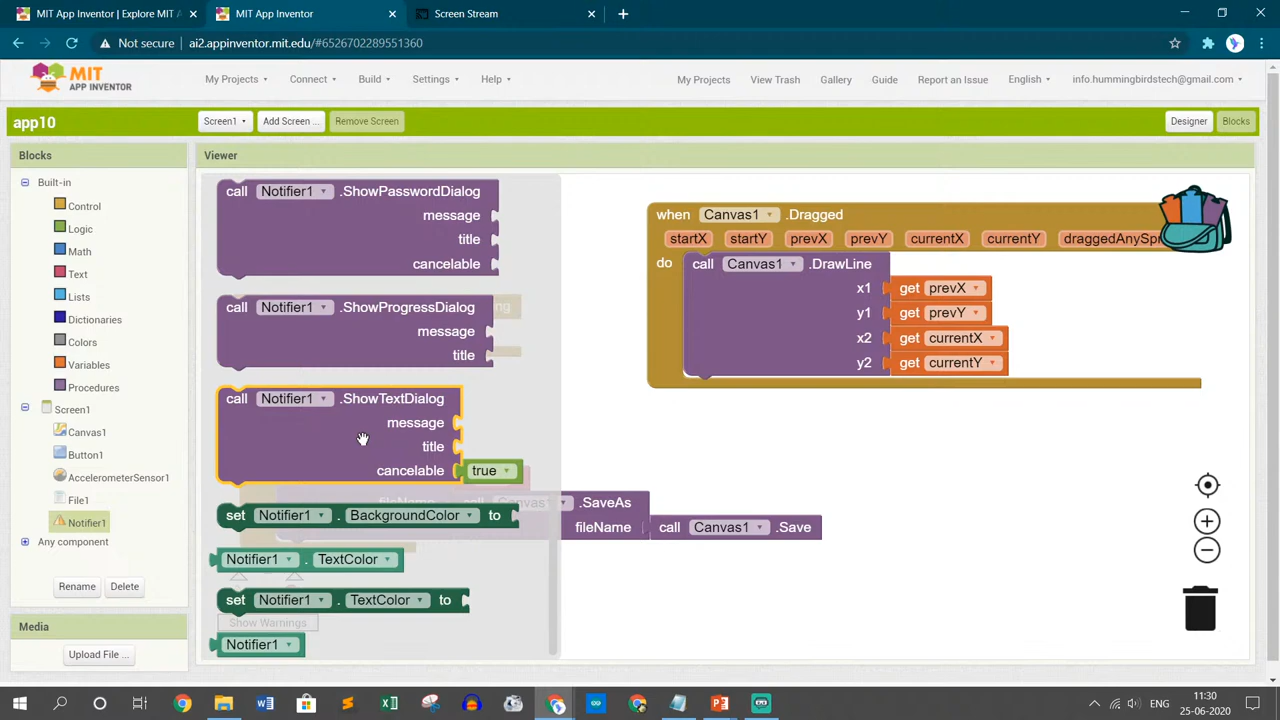 MIT App Inventor | Explore MIT A
MIT App Inventor
Screen Stream
Not secure
ai2.appinventor.mit.edu/#6526702289551360
MIT
APP INVENTOR
My Projects
Connect
Build
Settings
Help
My Projects
View Trash
Gallery
Guide
Report an Issue
English
info.hummingbirdstech@gmail.com
app10
Screen1
Add Screen ...
Remove Screen
Designer
Blocks
Blocks
Viewer
Built-in
Control
Logic
Math
Text
Lists
Dictionaries
Colors
Variables
Procedures
Screen1
Canvas1
Button1
AccelerometerSensor1
File1
Notifier1
Any component
Rename
Delete
Media
Upload File ...
call Notifier1 .ShowPasswordDialog
message
title
cancelable
call Notifier1 .ShowProgressDialog
message
title
call Notifier1 .ShowTextDialog
message
title
cancelable true
set Notifier1 . BackgroundColor to
Notifier1 . TextColor
set Notifier1 . TextColor to
Show Warnings
Notifier1
when Canvas1 .Dragged
startX startY prevX prevY currentX currentY draggedAnySpr
do call Canvas1 .DrawLine
x1 get prevX
y1 get prevY
x2 get currentX
y2 get currentY
.SaveAs
fileName call Canvas1 .Save
ENG
11:30
25-06-2020